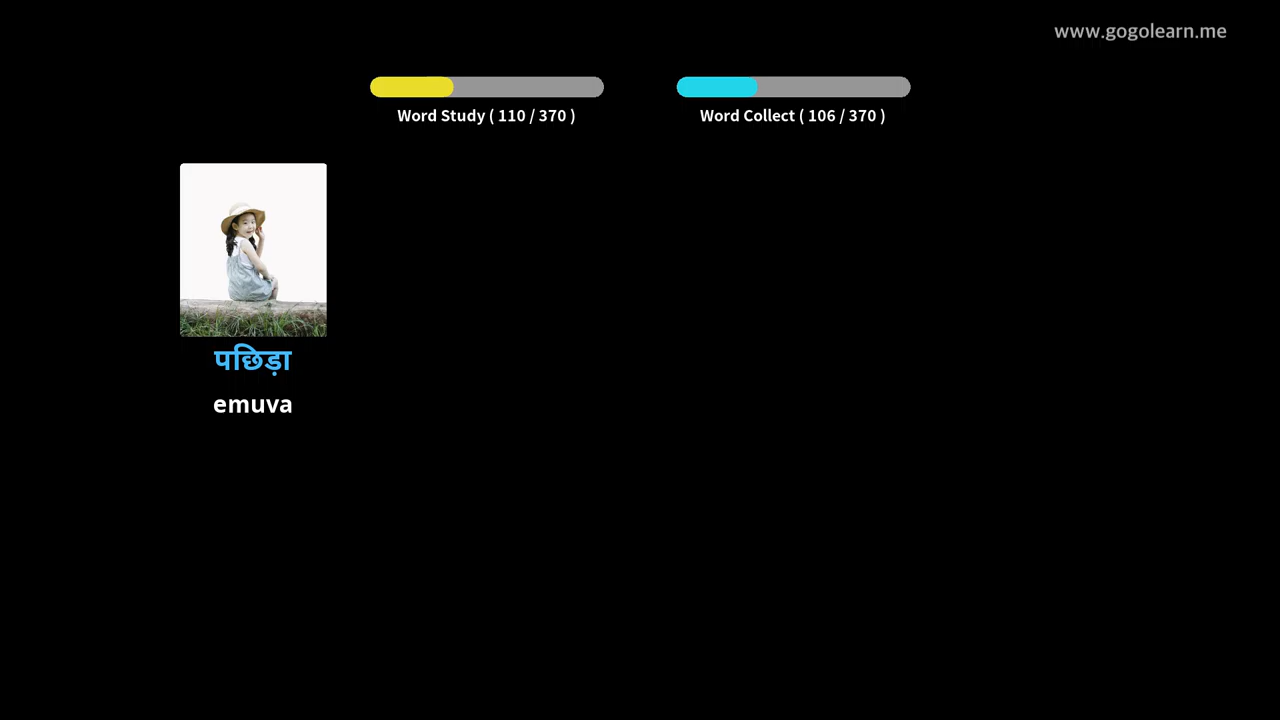 www.gogolearn.me
Word Study ( 110 / 370 )
Word Collect ( 106 / 370 )
पछिड़ा
emuva